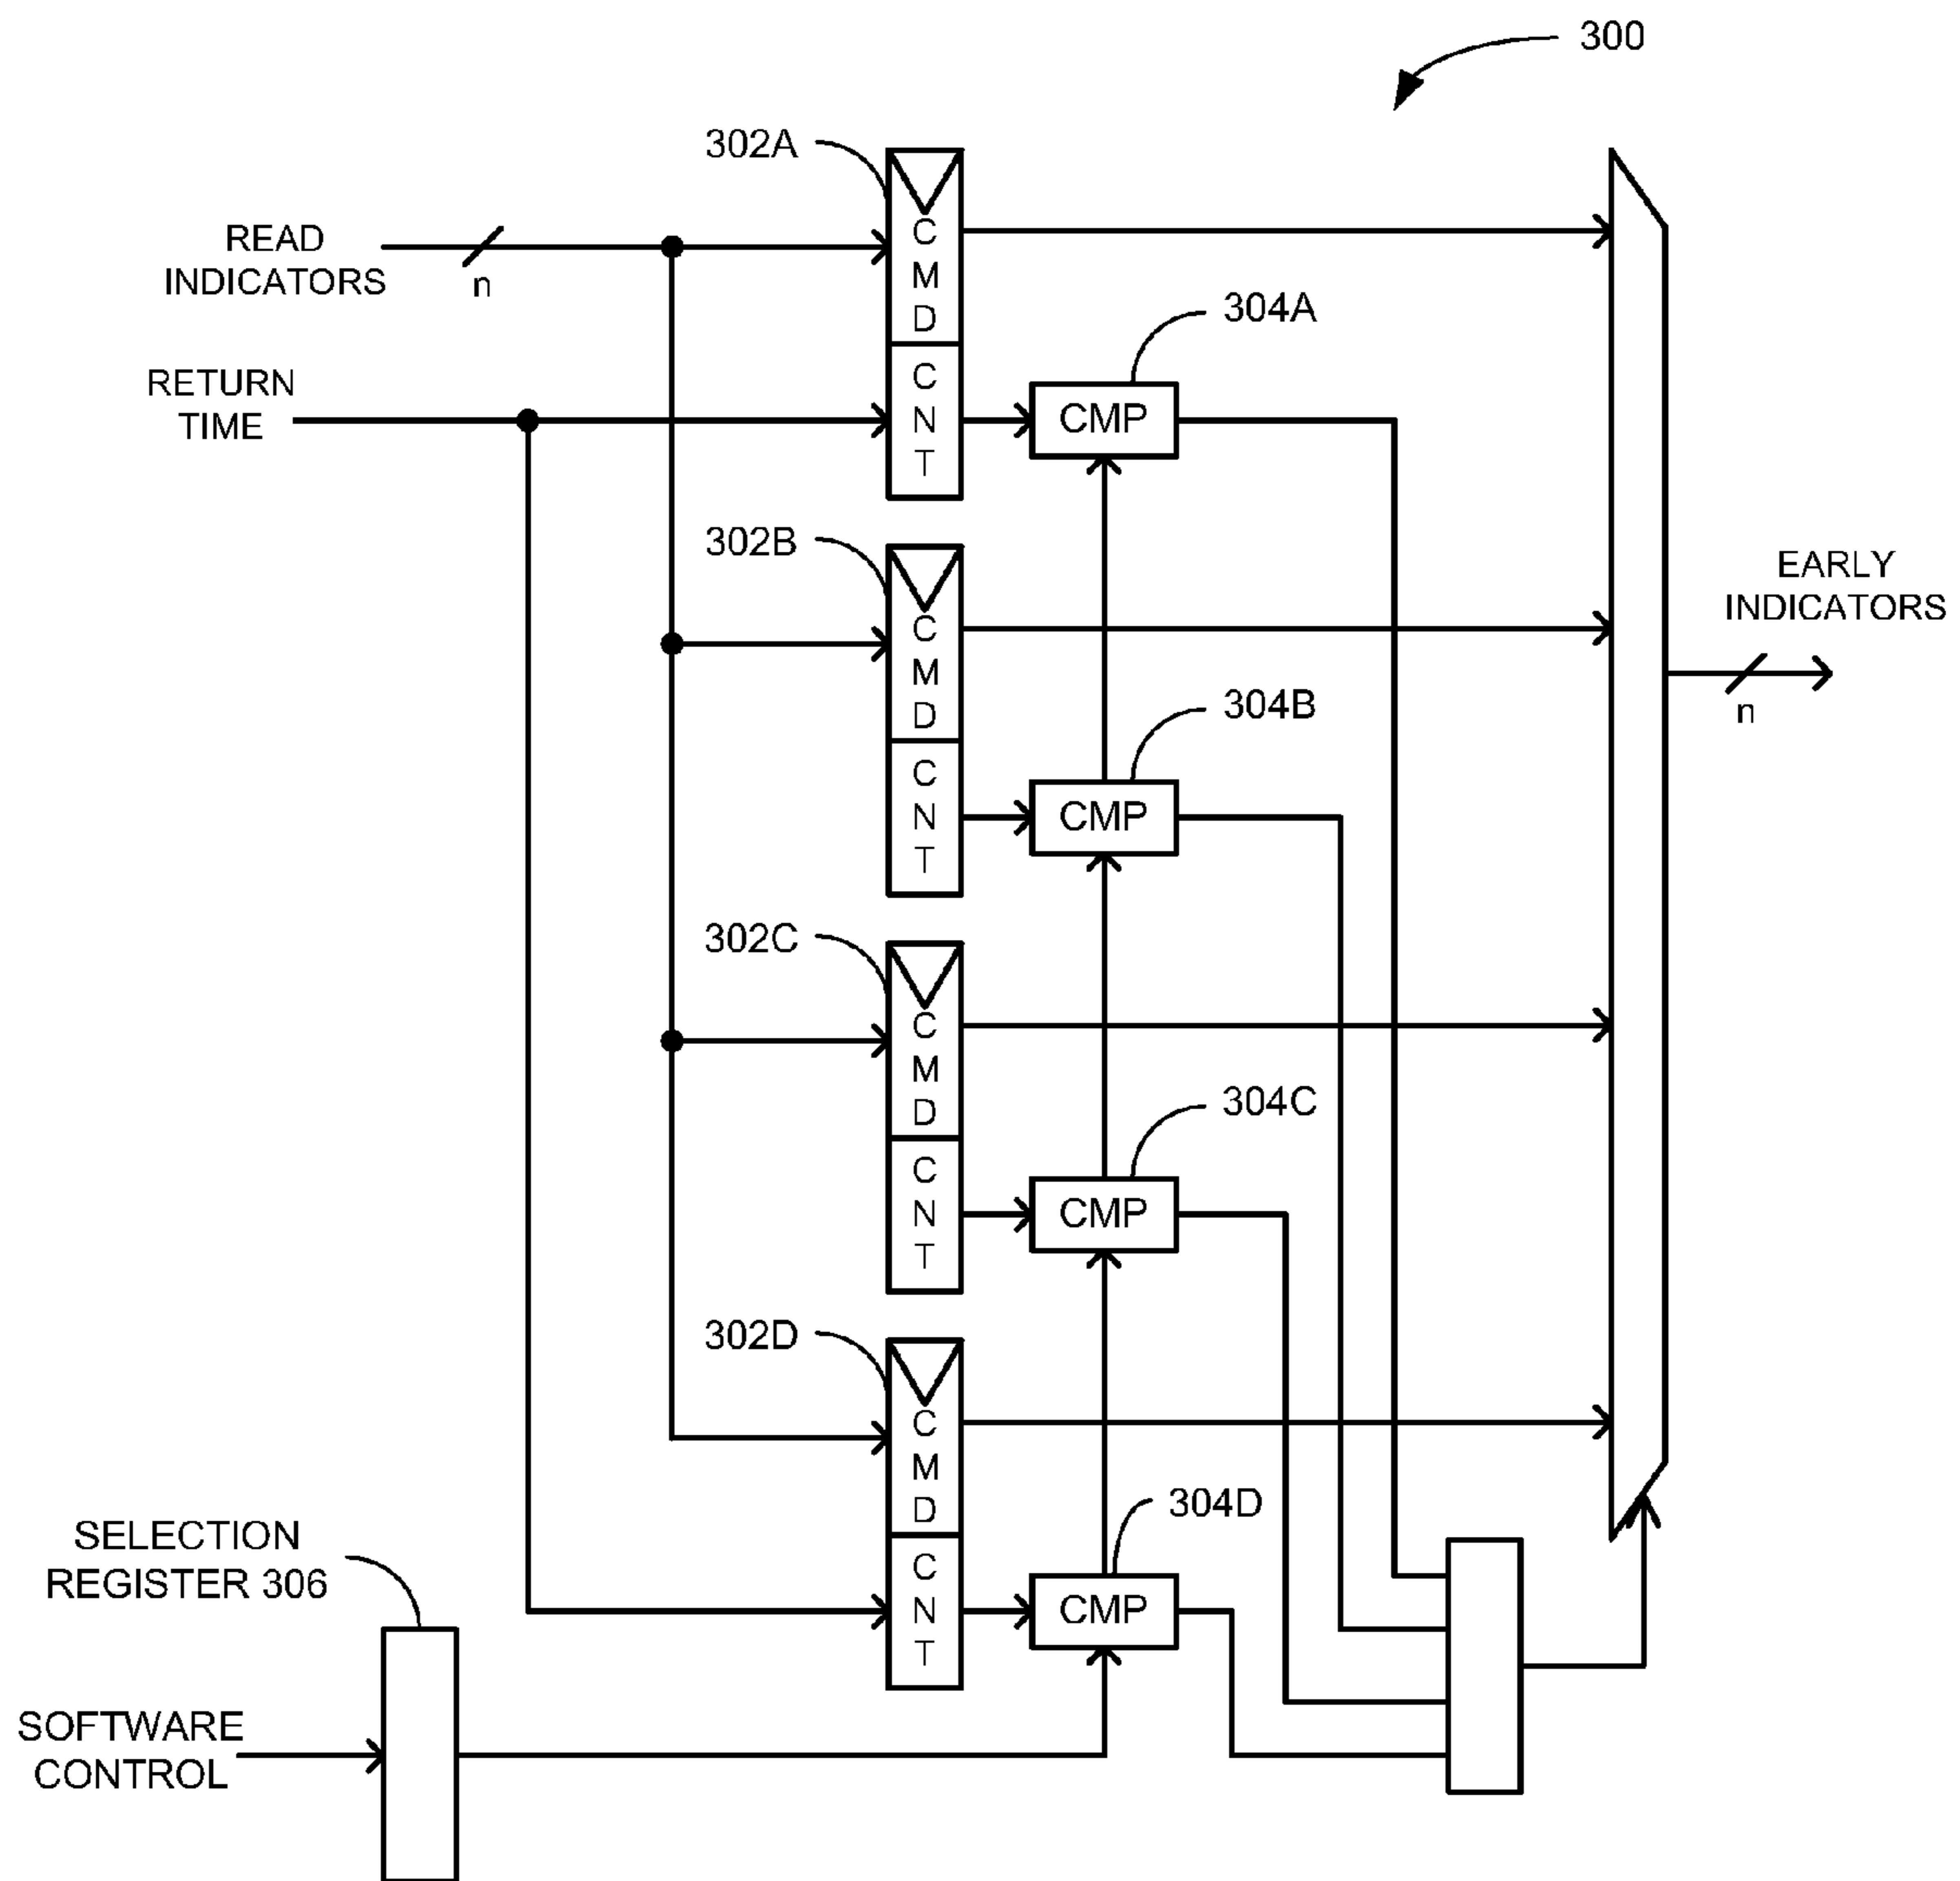 300
302A
READ
INDICATORS
n
C
M
D
304A
RETURN
TIME
C
N
T
CMP
302B
C
M
D
EARLY
INDICATORS
n
304B
C
N
T
CMP
302C
C
M
D
304C
C
N
T
CMP
302D
C
M
D
304D
SELECTION
REGISTER 306
C
N
T
CMP
SOFTWARE
CONTROL